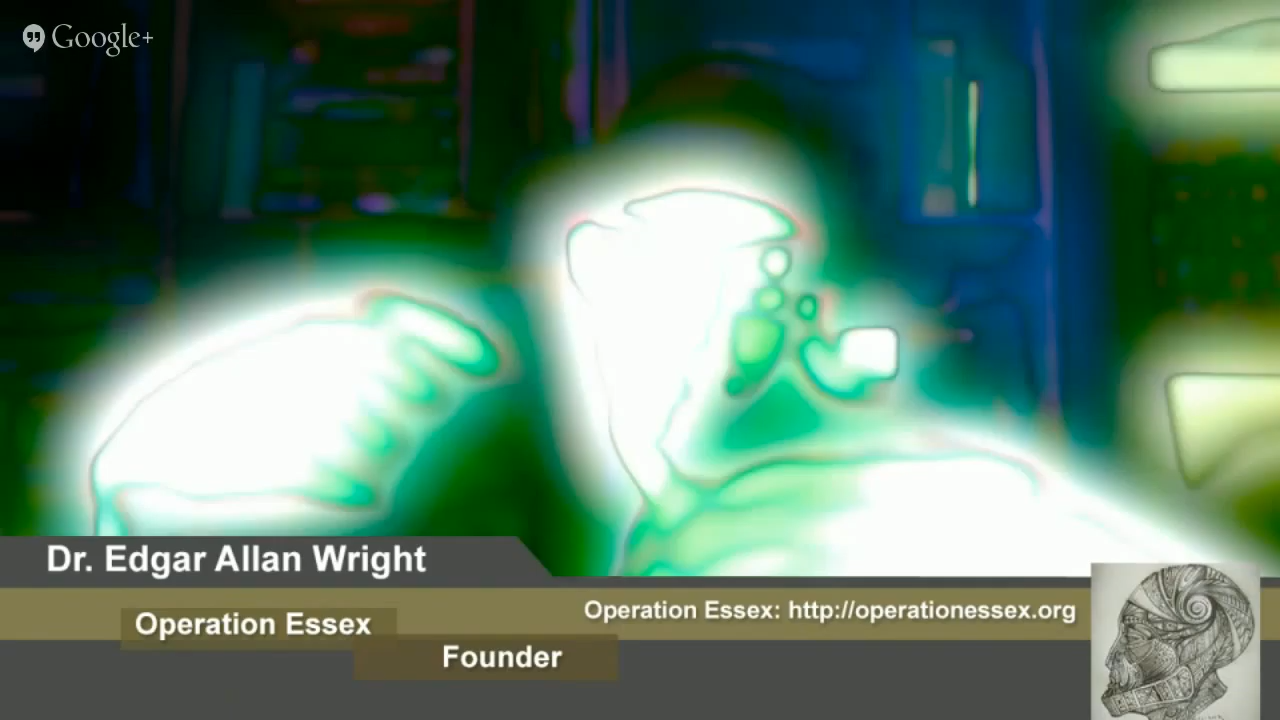 Google+
Dr. Edgar Allan Wright
Operation Essex
Operation Essex: http://operationessex.org
Founder